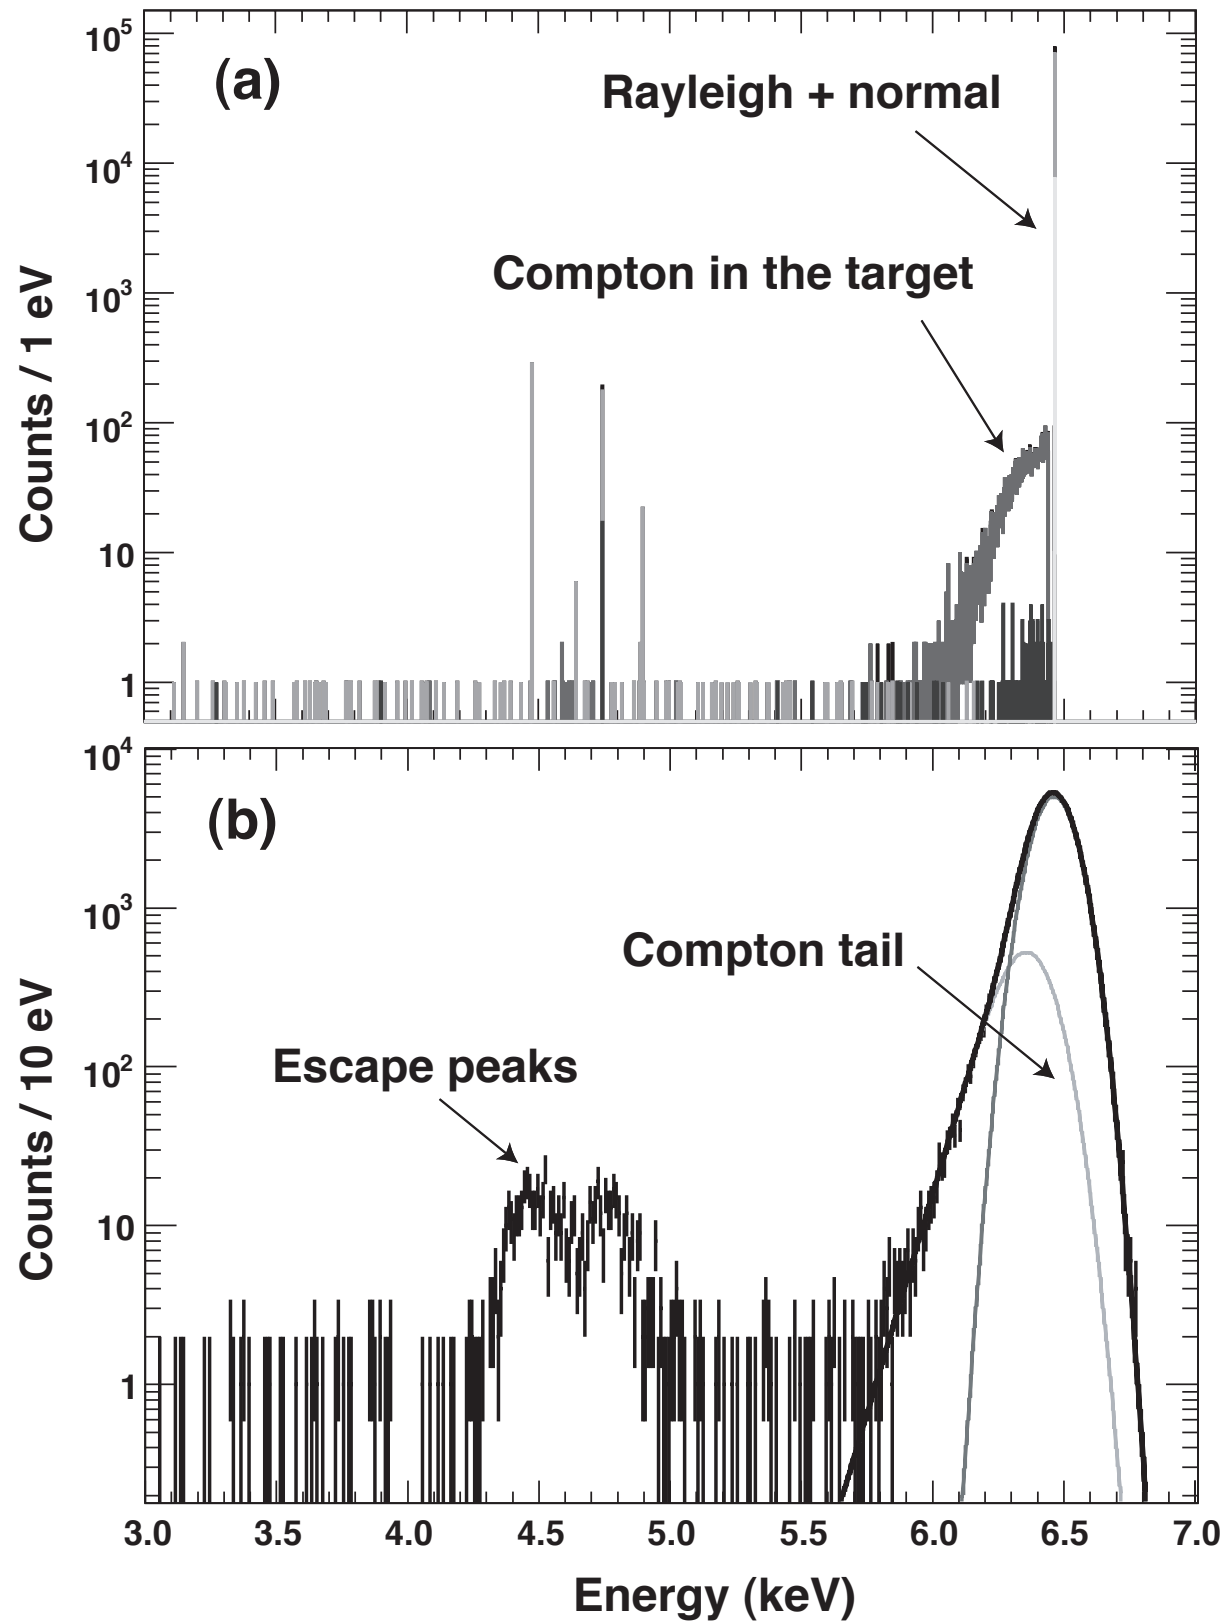 (a)
Rayleigh + normal
Compton in the target
Counts / 1 eV
10⁵
10⁴
10³
10²
10
1
(b)
Compton tail
Escape peaks
Counts / 10 eV
10⁴
10³
10²
10
1
3.0 3.5 4.0 4.5 5.0 5.5 6.0 6.5 7.0
Energy (keV)